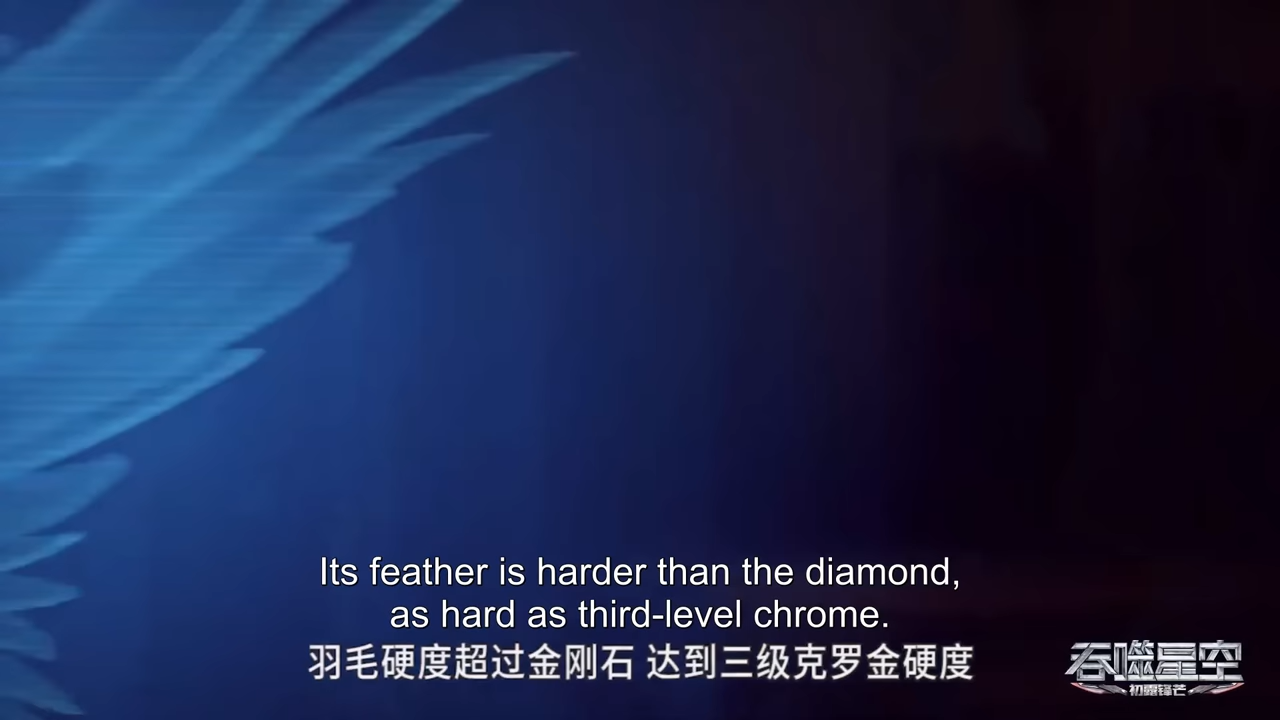 Its feather is harder than the diamond,
as hard as third-level chrome.
羽毛硬度超过金刚石 达到三级克罗金硬度
吞噬星空
初露锋芒